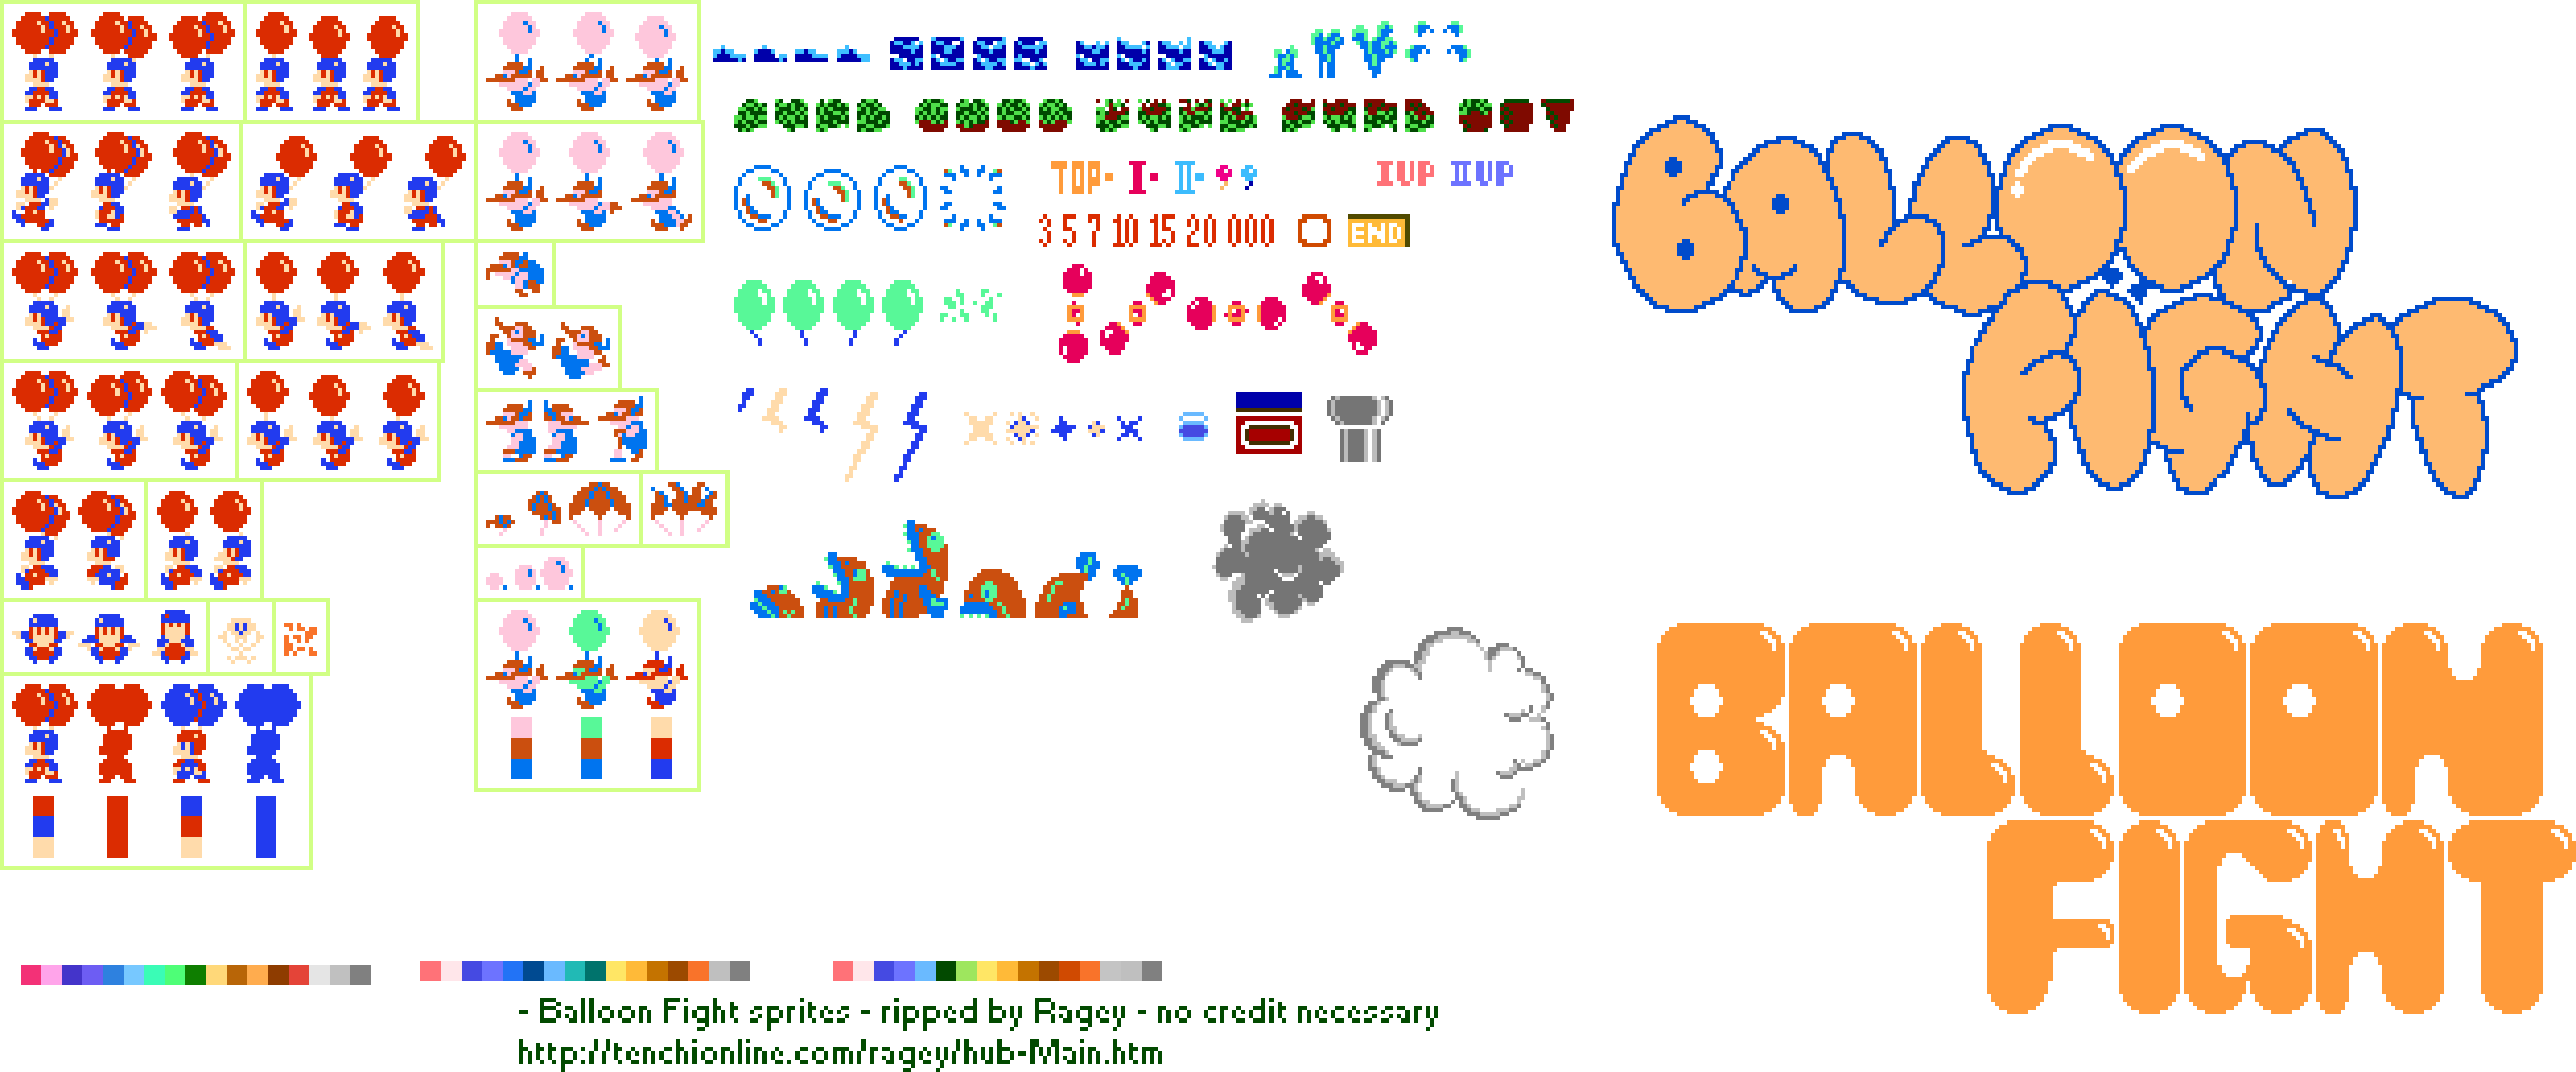 TOP- I- II-
IUP IIUP
3 5 7 10 15 20 000
END
BALLOON
FIGHT
BALLOON
FIGHT
- Balloon Fight sprites - ripped by Ragey - no credit necessary
http://tenchionline.com/ragey/hub-Main.htm